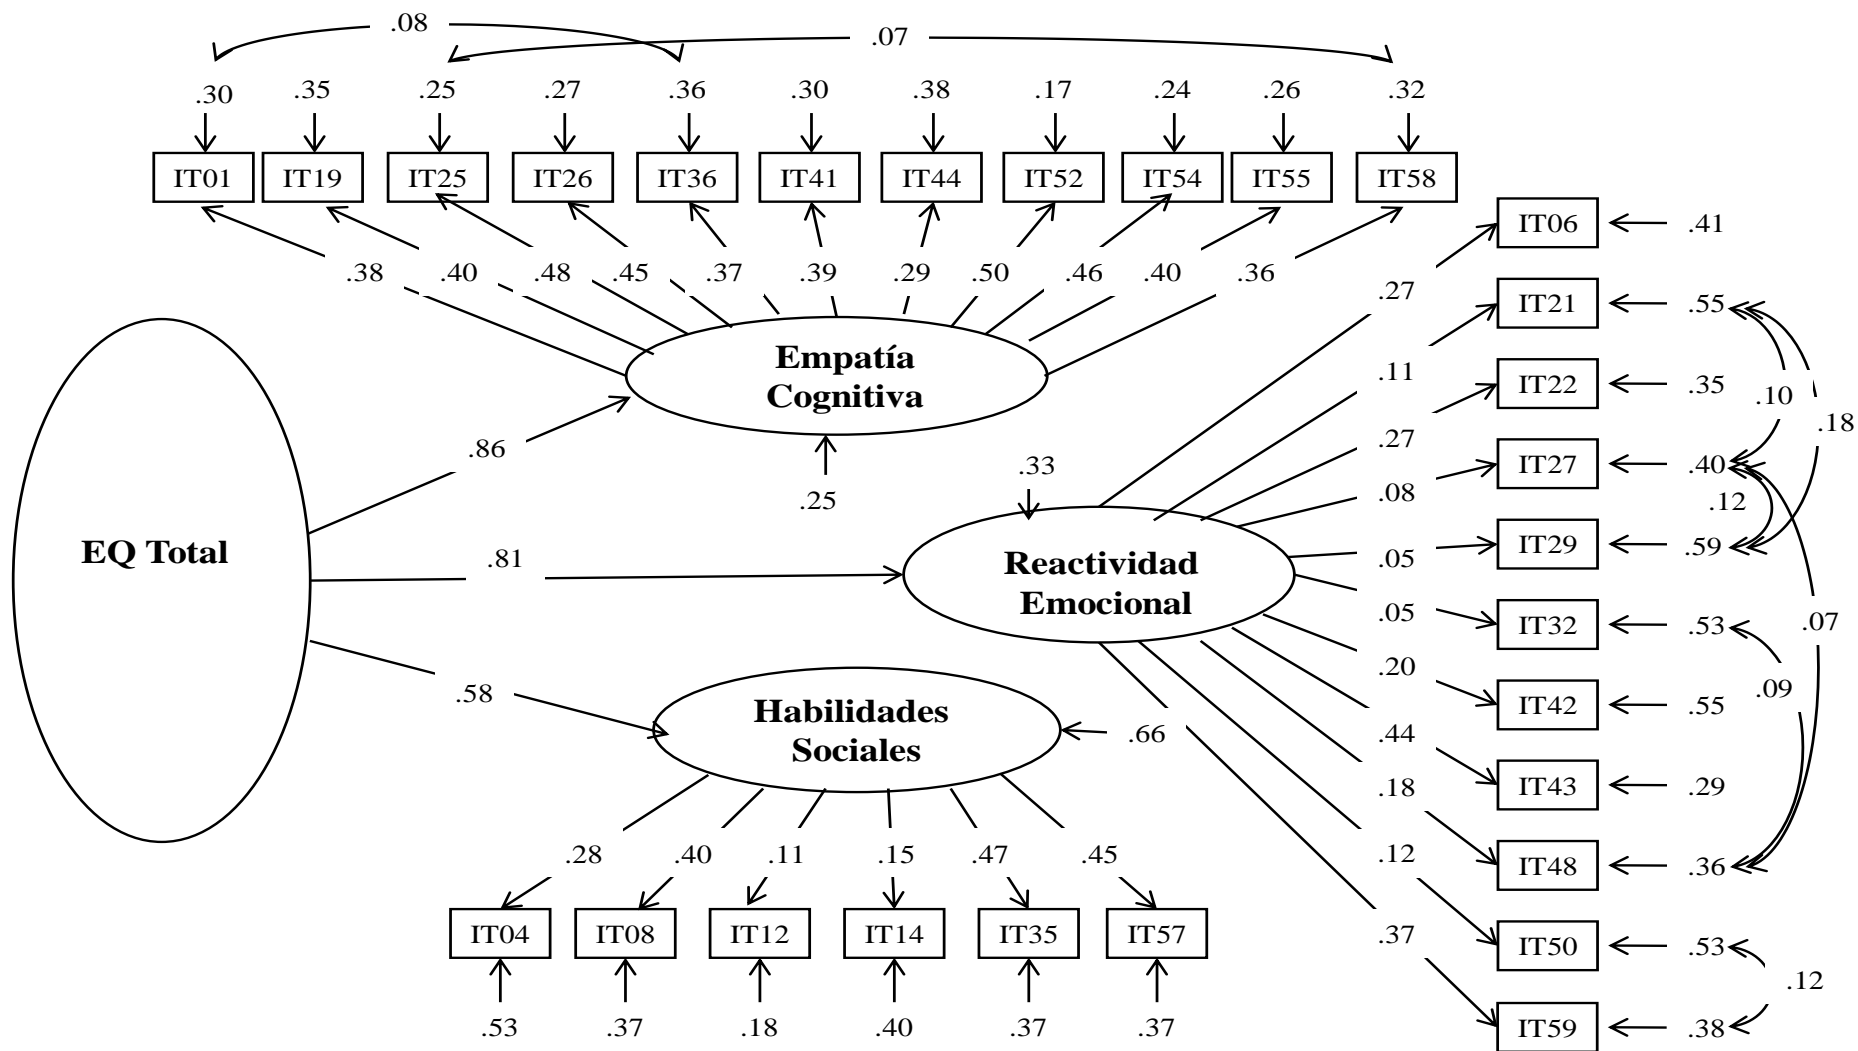 .08
.07
.30 .35 .25 .27 .36 .30 .38 .17 .24 .26 .32
IT01 IT19 IT25 IT26 IT36 IT41 IT44 IT52 IT54 IT55 IT58
.38 .40 .48 .45 .37 .39 .29 .50 .46 .40 .36
Empatía
Cognitiva
.86
.25
EQ Total
.81
.33
Reactividad
Emocional
.58
Habilidades
Sociales
.66
.28 .40 .11 .15 .47 .45
IT04 IT08 IT12 IT14 IT35 IT57
.53 .37 .18 .40 .37 .37
.27 IT06 .41
.11 IT21 .55
.27 IT22 .35
.08 IT27 .40
.05 IT29 .59
.05 IT32 .53
.20 IT42 .55
.44 IT43 .29
.18 IT48 .36
.12 IT50 .53
.37 IT59 .38
.10
.18
.12
.07
.09
.12